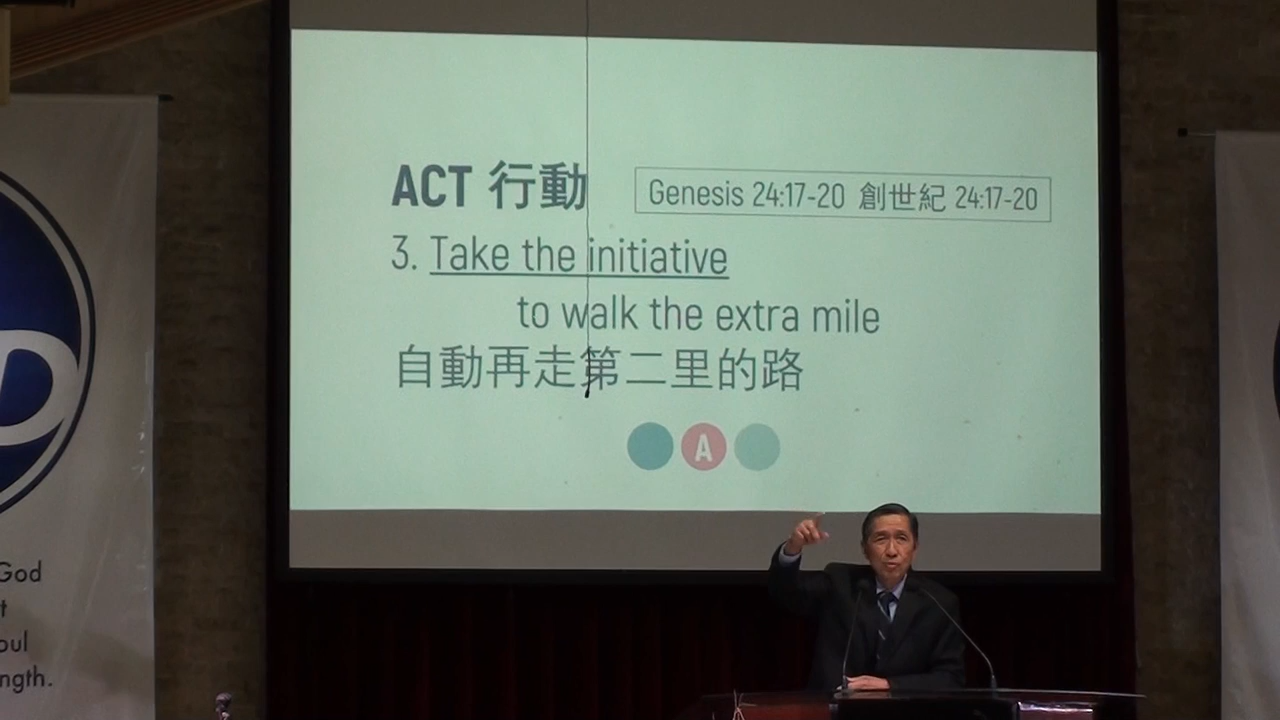 ACT 行動
Genesis 24:17-20 創世紀 24:17-20
3. Take the initiative
to walk the extra mile
自動再走第二里的路
A
D
God
t
oul
ngth.